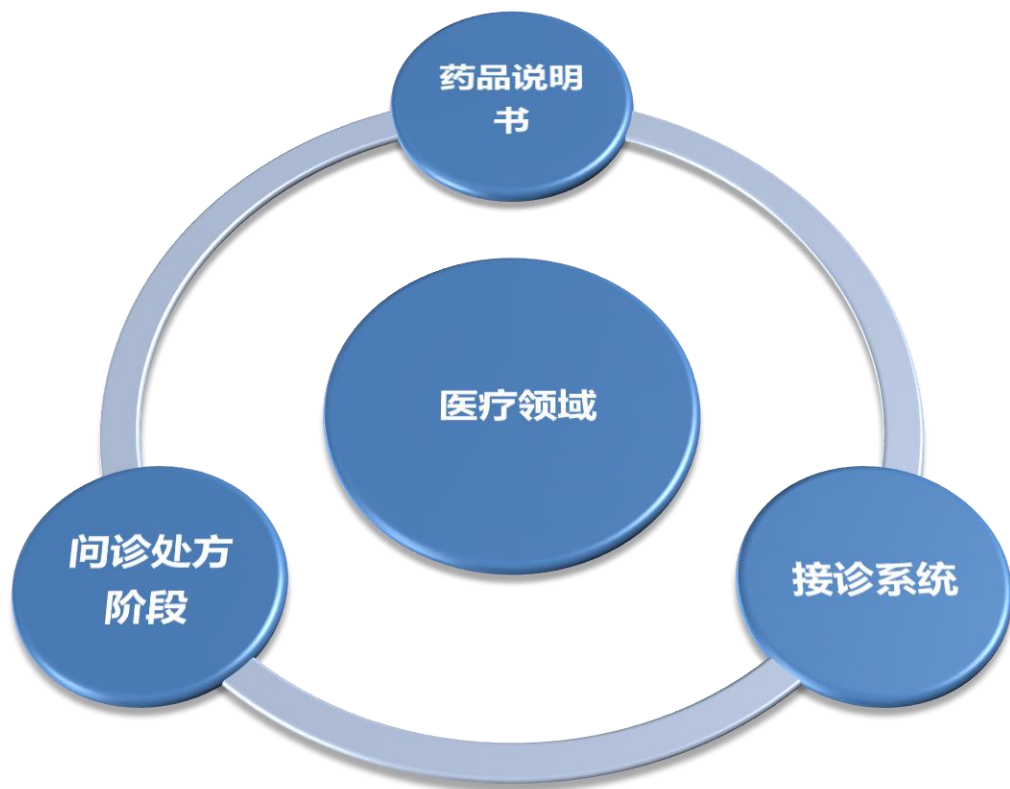 药品说明
书
医疗领域
问诊处方
阶段
接诊系统